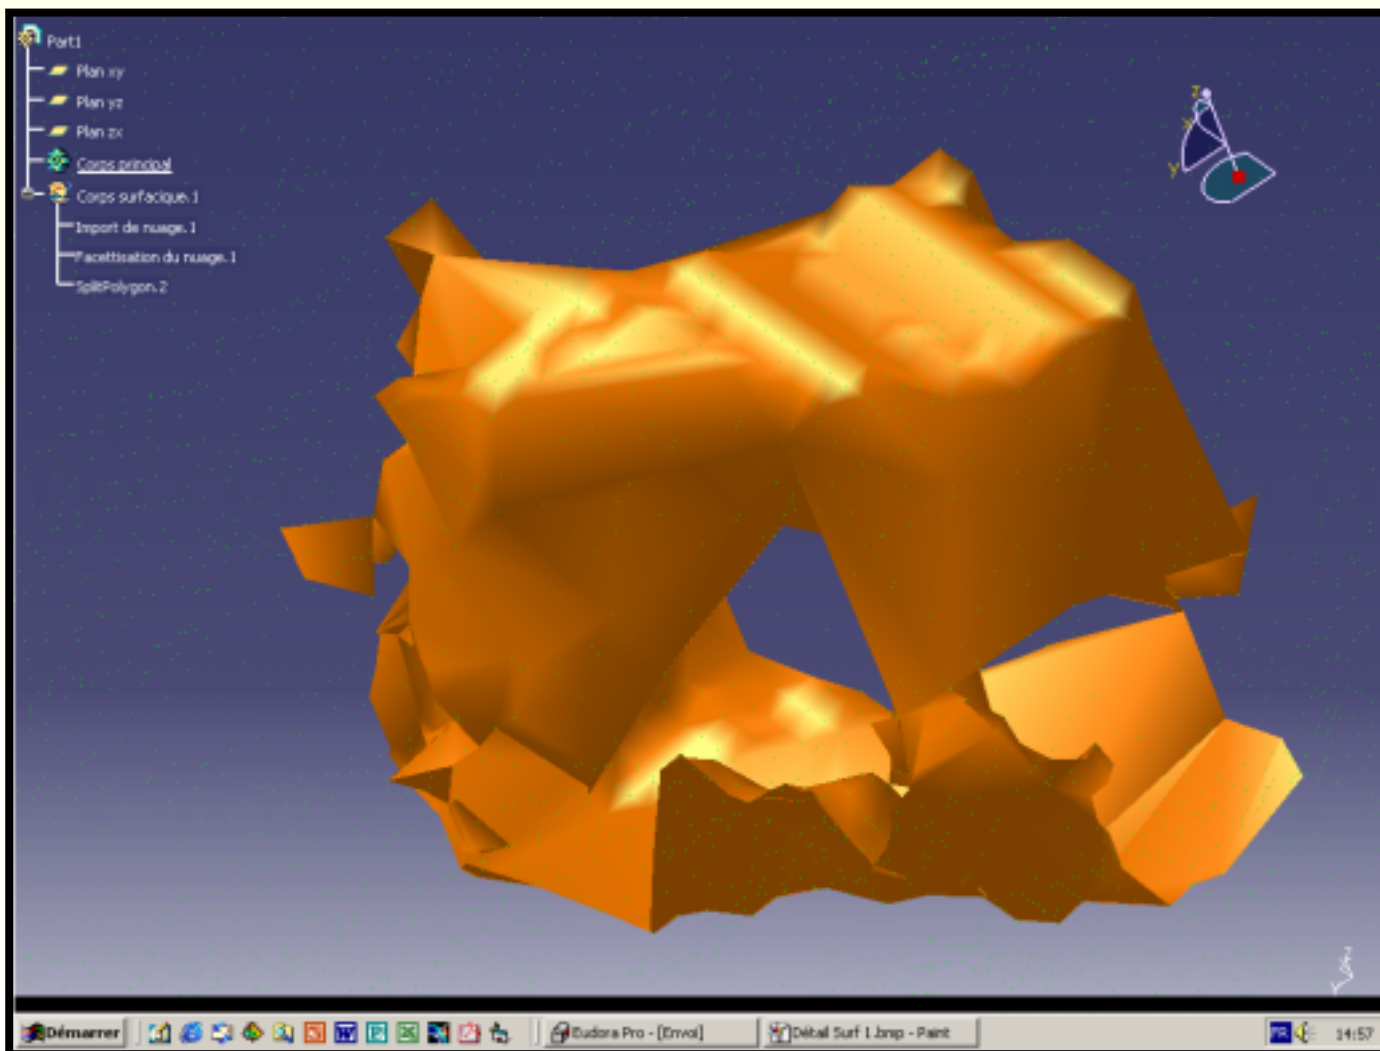 Part1
Plan xy
Plan yz
Plan zx
Corps principal
Corps surfacique.1
Import de nuage.1
Facettisation du nuage.1
SplitPolygon.2
z
x
y
z
Y
Démarrer
Eudora Pro - [Envoi]
Détail Surf 1.bmp - Paint
FR
14:57